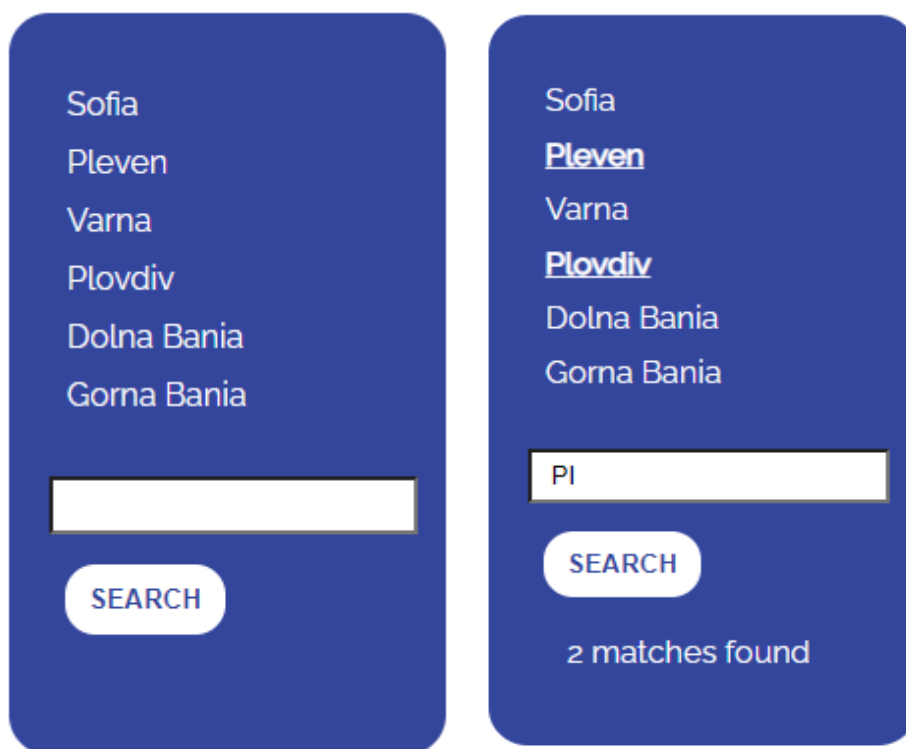 Sofia
Pleven
Varna
Plovdiv
Dolna Bania
Gorna Bania
SEARCH
Sofia
Pleven
Varna
Plovdiv
Dolna Bania
Gorna Bania
Pl
SEARCH
2 matches found